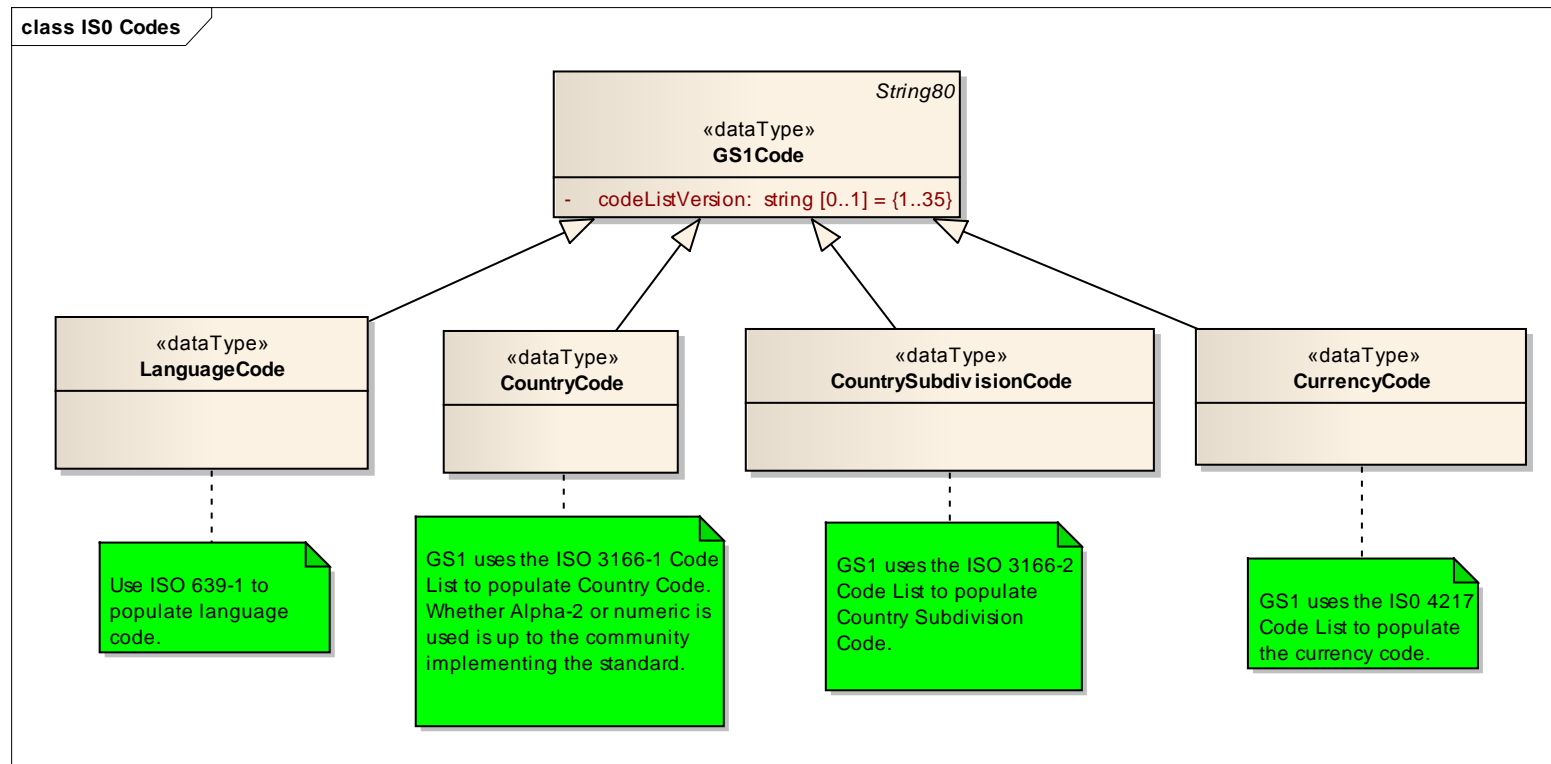 class IS0 Codes
String80
«dataType»
GS1Code
- codeListVersion: string [0..1] = {1..35}
«dataType»
LanguageCode
«dataType»
CountryCode
«dataType»
CountrySubdivisionCode
«dataType»
CurrencyCode
Use ISO 639-1 to
populate language
code.
GS1 uses the ISO 3166-1 Code
List to populate Country Code.
Whether Alpha-2 or numeric is
used is up to the community
implementing the standard.
GS1 uses the ISO 3166-2
Code List to populate
Country Subdivision
Code.
GS1 uses the IS0 4217
Code List to populate
the currency code.